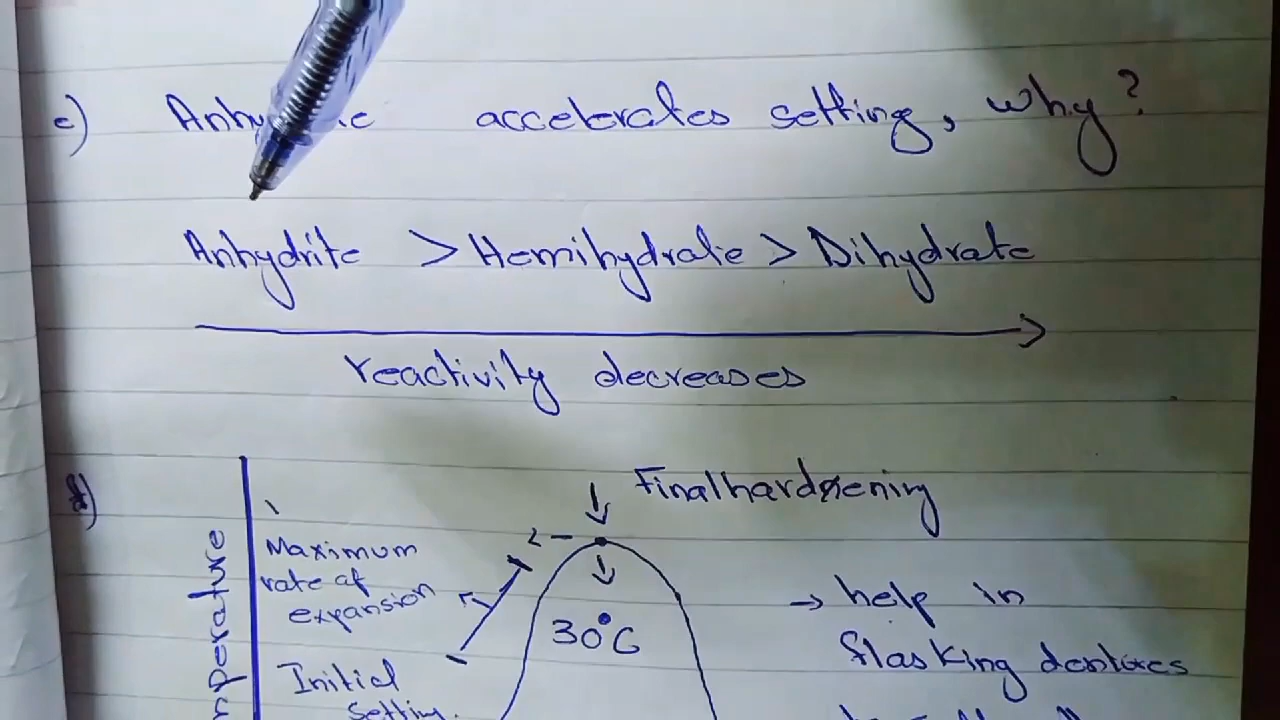 c) accelerates setting, why?
Anhydrite > Hemihydrate > Dihydrate
reactivity decreases
Final hardening
Maximum
rate of
expansion
30°C
→ help in
flasking dentures
Initial